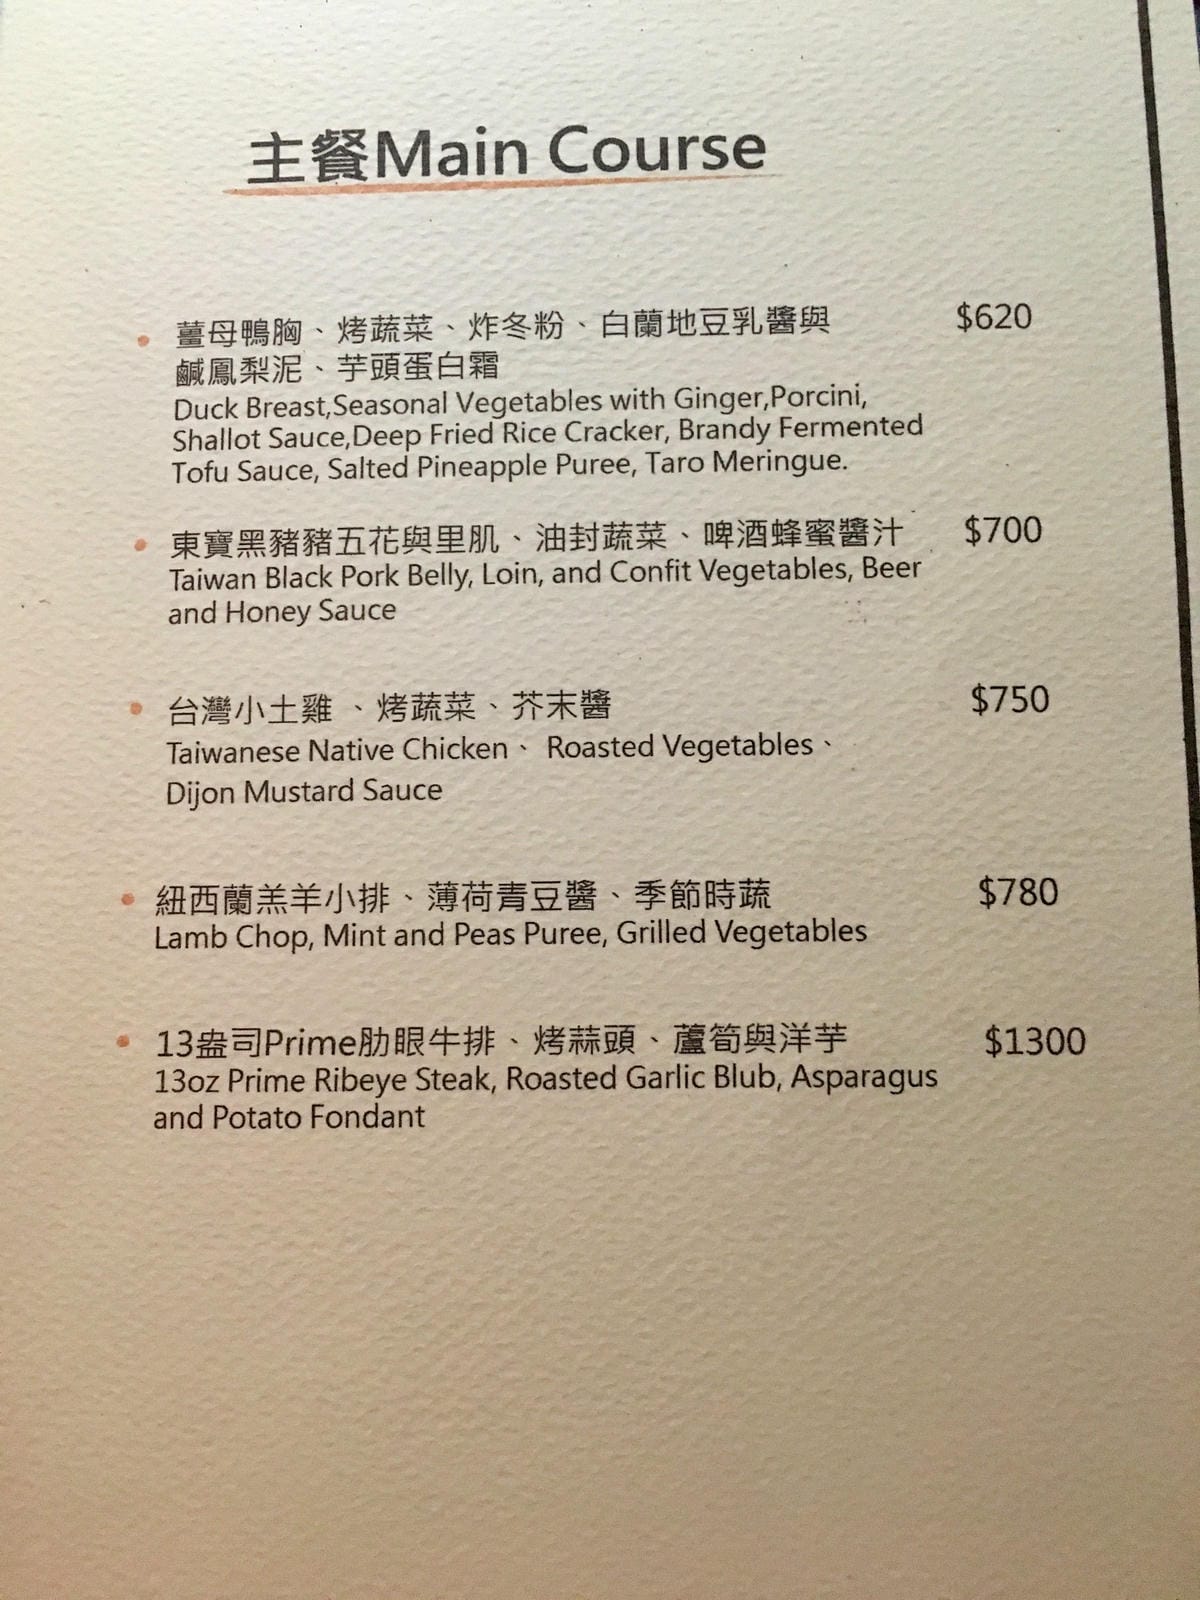 主餐Main Course
薑母鴨胸、烤蔬菜、炸冬粉、白蘭地豆乳醬與 $620
鹹鳳梨泥、芋頭蛋白霜
Duck Breast,Seasonal Vegetables with Ginger,Porcini,
Shallot Sauce,Deep Fried Rice Cracker, Brandy Fermented
Tofu Sauce, Salted Pineapple Puree, Taro Meringue.
東寶黑豬豬五花與里肌、油封蔬菜、啤酒蜂蜜醬汁 $700
Taiwan Black Pork Belly, Loin, and Confit Vegetables, Beer
and Honey Sauce
台灣小土雞 、烤蔬菜、芥末醬 $750
Taiwanese Native Chicken、 Roasted Vegetables、
Dijon Mustard Sauce
紐西蘭羔羊小排、薄荷青豆醬、季節時蔬 $780
Lamb Chop, Mint and Peas Puree, Grilled Vegetables
13盎司Prime肋眼牛排、烤蒜頭、蘆筍與洋芋 $1300
13oz Prime Ribeye Steak, Roasted Garlic Blub, Asparagus
and Potato Fondant